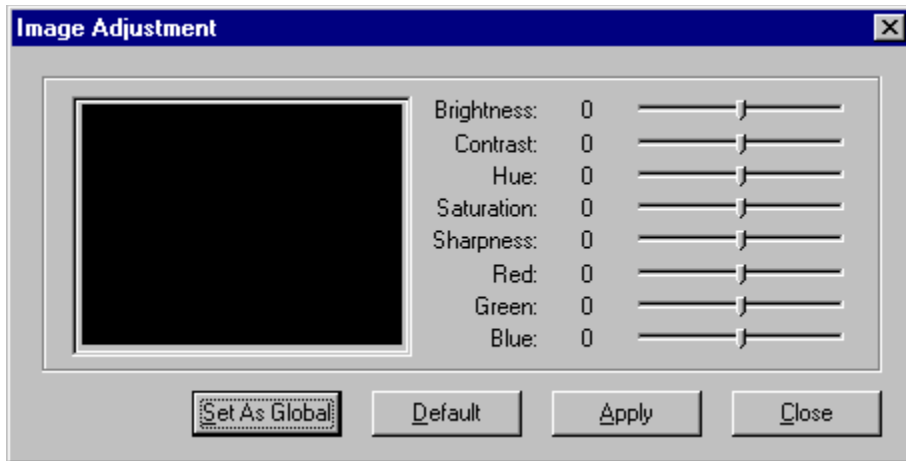 Image Adjustment
Brightness: 0
Contrast: 0
Hue: 0
Saturation: 0
Sharpness: 0
Red: 0
Green: 0
Blue: 0
Set As Global Default Apply Close